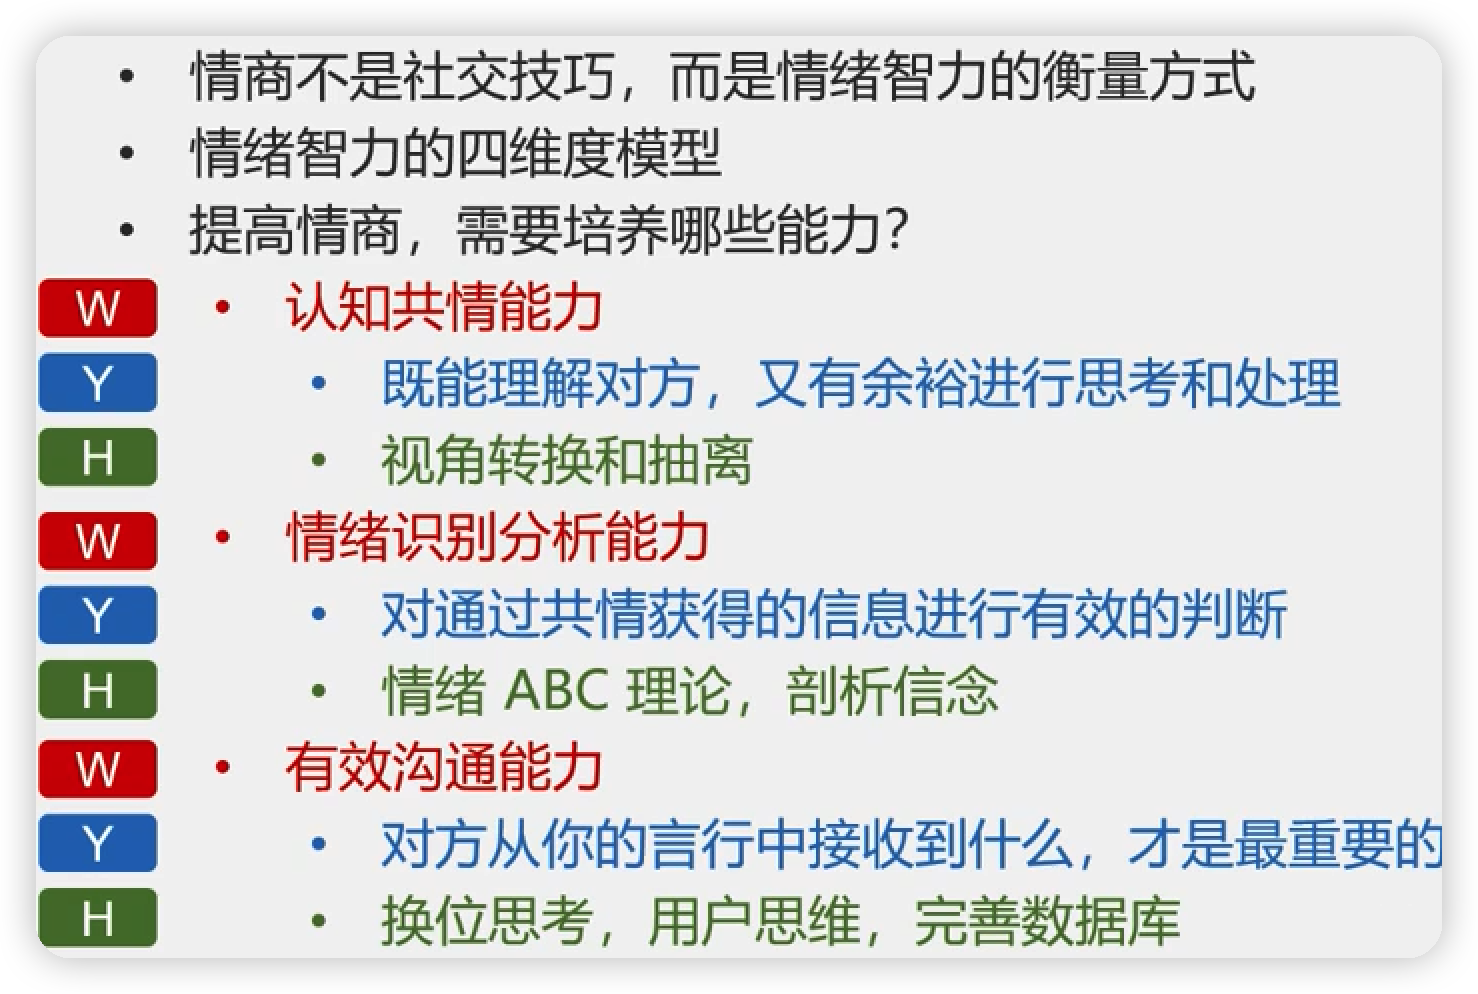 • 情商不是社交技巧，而是情绪智力的衡量方式
• 情绪智力的四维度模型
• 提高情商，需要培养哪些能力？
W • 认知共情能力
Y • 既能理解对方，又有余裕进行思考和处理
H • 视角转换和抽离
W • 情绪识别分析能力
Y • 对通过共情获得的信息进行有效的判断
H • 情绪 ABC 理论，剖析信念
W • 有效沟通能力
Y • 对方从你的言行中接收到什么，才是最重要的
H • 换位思考，用户思维，完善数据库